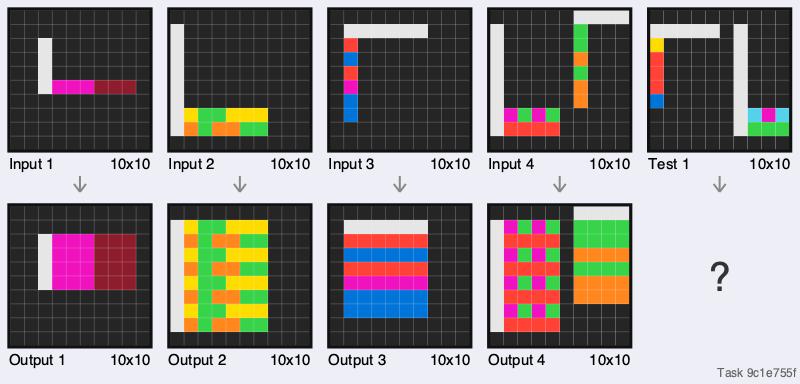 Input 1 10x10 Input 2 10x10 Input 3 10x10 Input 4 10x10 Test 1 10x10
?
Output 1 10x10 Output 2 10x10 Output 3 10x10 Output 4 10x10
Task 9c1e755f